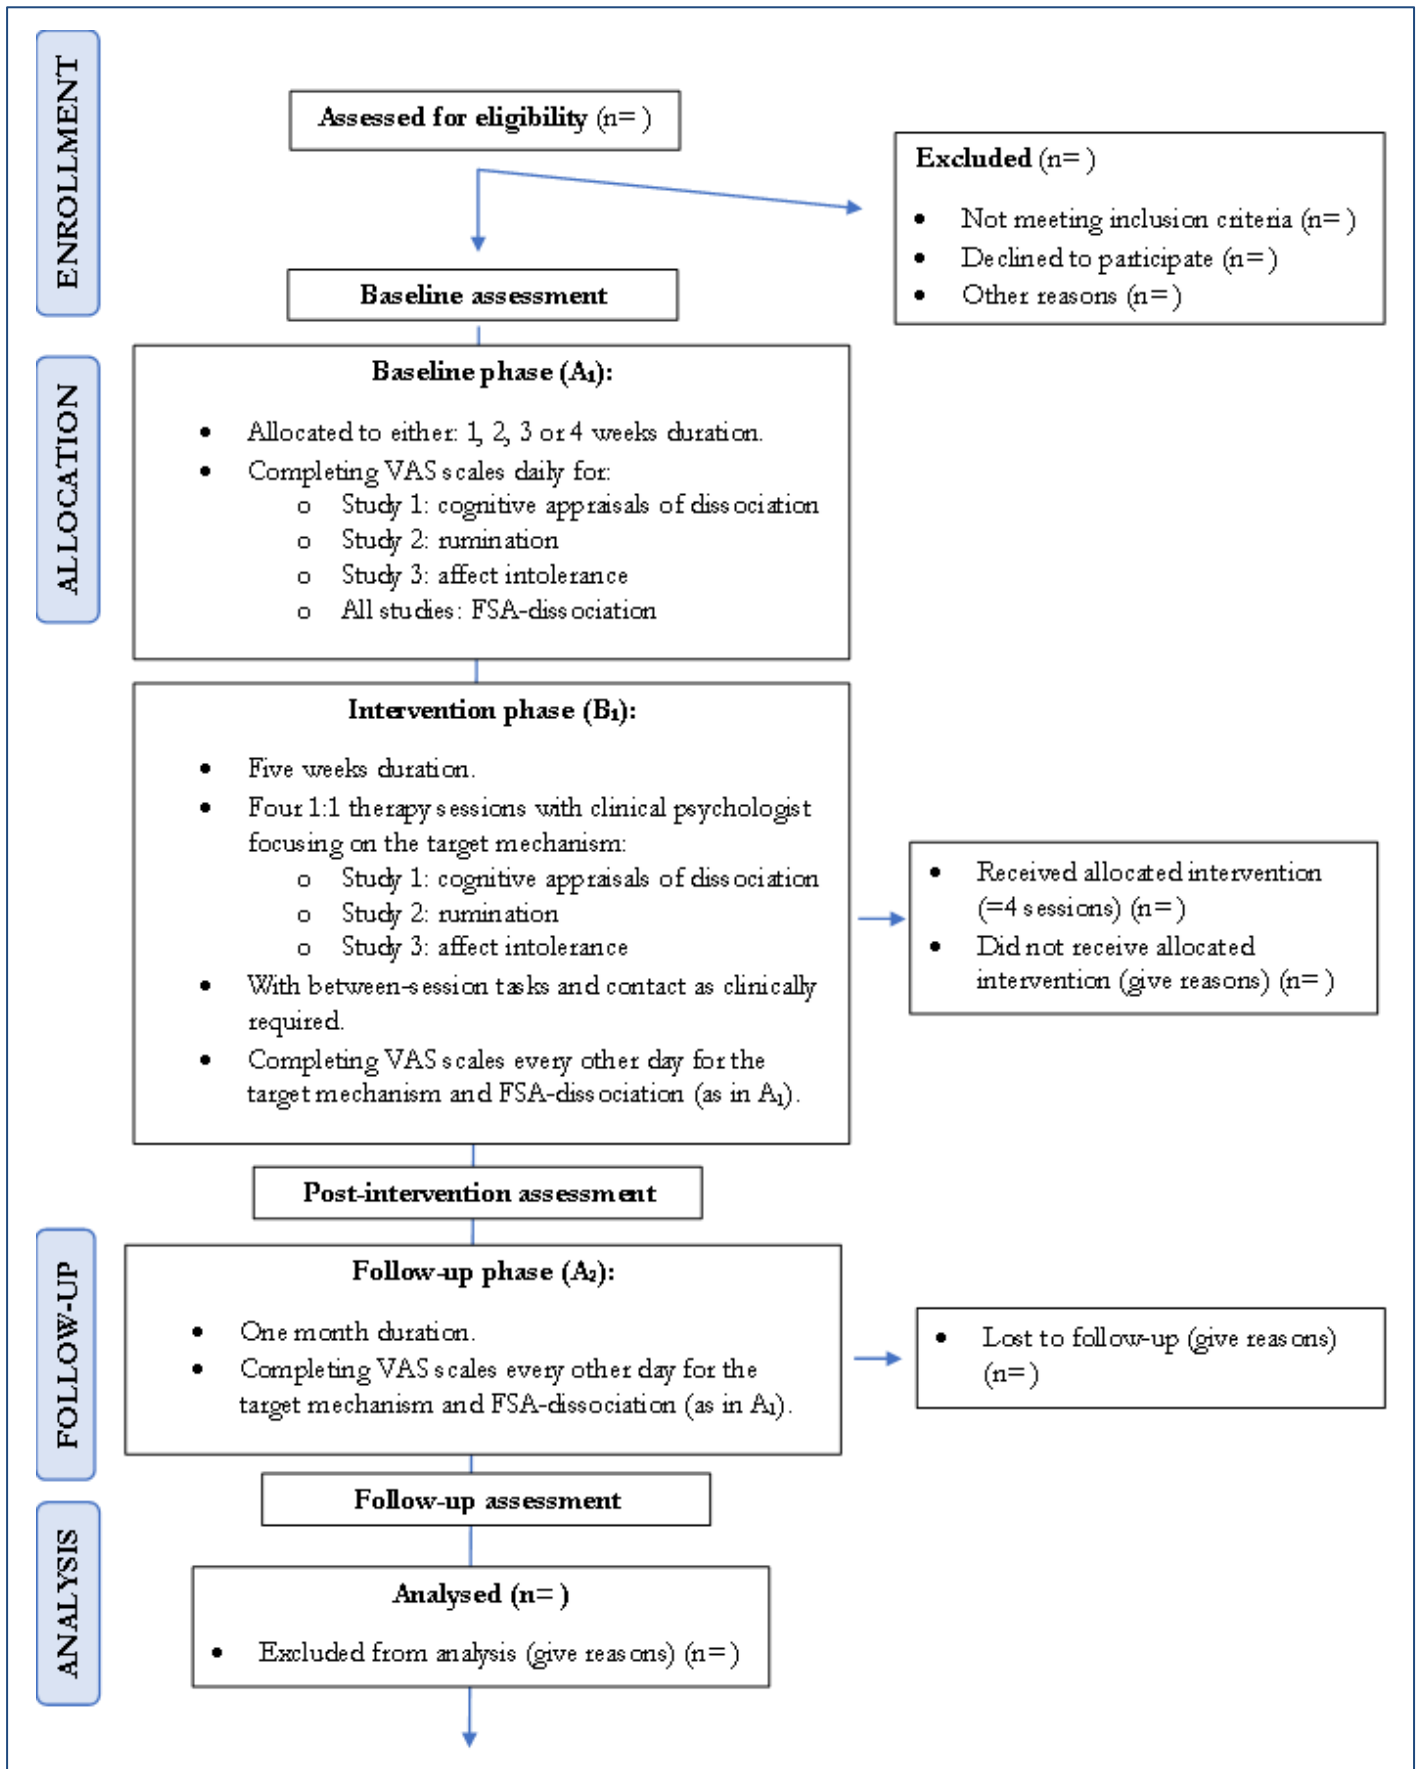 ENROLLMENT
Assessed for eligibility (n= )
Excluded (n= )
• Not meeting inclusion criteria (n= )
• Declined to participate (n= )
• Other reasons (n= )
Baseline assessment
ALLOCATION
Baseline phase (A₁):
• Allocated to either: 1, 2, 3 or 4 weeks duration.
• Completing VAS scales daily for:
o Study 1: cognitive appraisals of dissociation
o Study 2: rumination
o Study 3: affect intolerance
o All studies: FSA-dissociation
Intervention phase (B₁):
• Five weeks duration.
• Four 1:1 therapy sessions with clinical psychologist
focusing on the target mechanism:
o Study 1: cognitive appraisals of dissociation
o Study 2: rumination
o Study 3: affect intolerance
• With between-session tasks and contact as clinically
required.
• Completing VAS scales every other day for the
target mechanism and FSA-dissociation (as in A₁).
• Received allocated intervention
(=4 sessions) (n= )
• Did not receive allocated
intervention (give reasons) (n= )
Post-intervention assessment
FOLLOW-UP
Follow-up phase (A₂):
• One month duration.
• Completing VAS scales every other day for the
target mechanism and FSA-dissociation (as in A₁).
• Lost to follow-up (give reasons)
(n= )
Follow-up assessment
ANALYSIS
Analysed (n= )
• Excluded from analysis (give reasons) (n= )